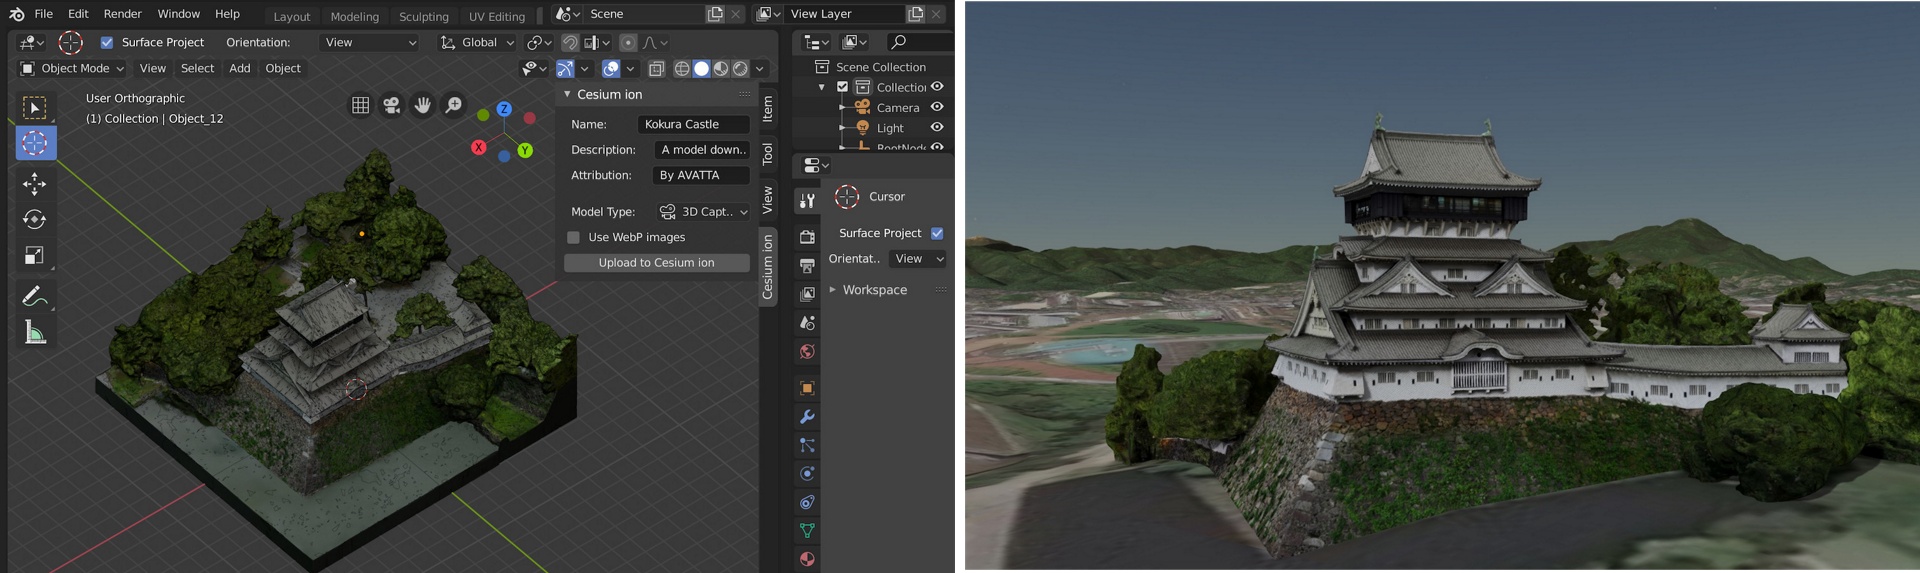 File Edit Render Window Help Layout Modeling Sculpting UV Editing Scene View Layer
Surface Project Orientation: View Global
Object Mode View Select Add Object
User Orthographic
(1) Collection | Object_12
Z
X
Y
Cesium ion
Name: Kokura Castle
Description: A model down..
Attribution: By AVATTA
Model Type: 3D Capt..
Use WebP images
Upload to Cesium ion
Item
Tool
View
Cesium ion
Scene Collection
Collection
Camera
Light
RootNode
Cursor
Surface Project
Orientat.. View
Workspace